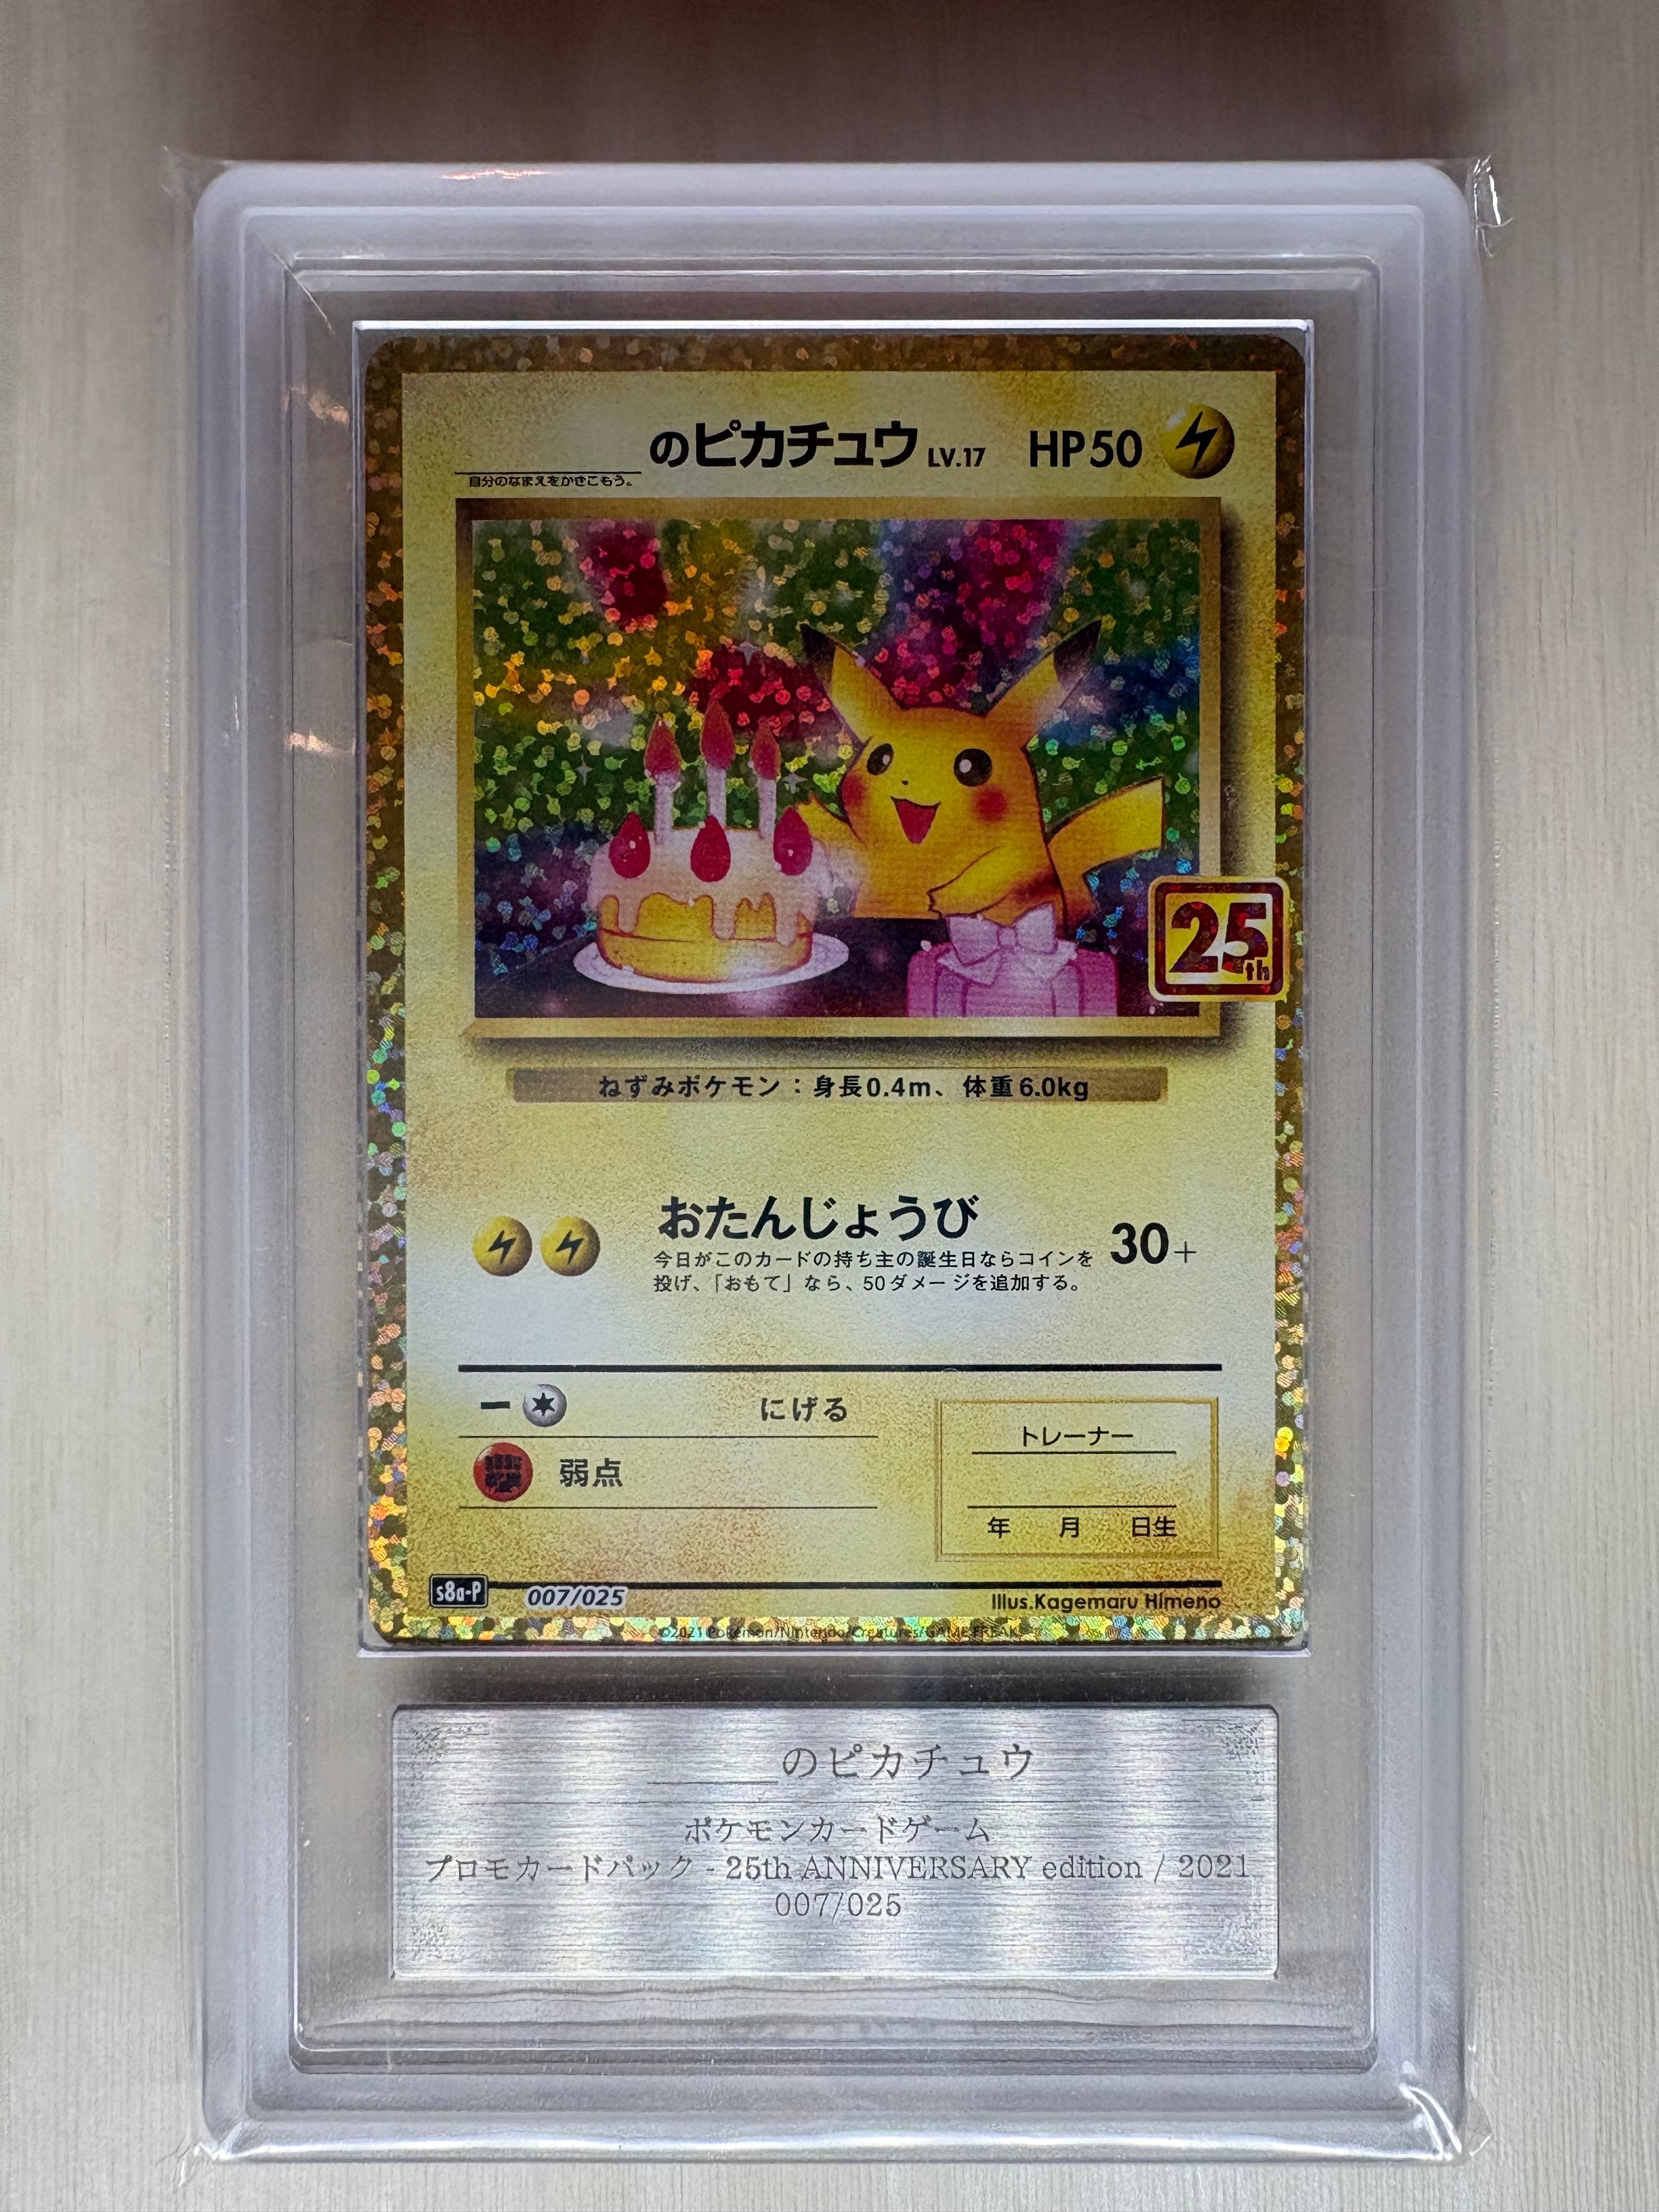 のピカチュウ LV.17 HP50
自分のなまえをかきこもう。
25th
ねずみポケモン：身長0.4m、体重6.0kg
おたんじょうび 30+
今日がこのカードの持ち主の誕生日ならコインを
投げ、「おもて」なら、50ダメージを追加する。
にげる
弱点
トレーナー
年 月 日生
s8a-P 007/025 Illus.Kagemaru Himeno
©2021 Pokémon/Nintendo/Creatures/GAME FREAK
______のピカチュウ
ポケモンカードゲーム
プロモカードパック - 25th ANNIVERSARY edition / 2021
007/025